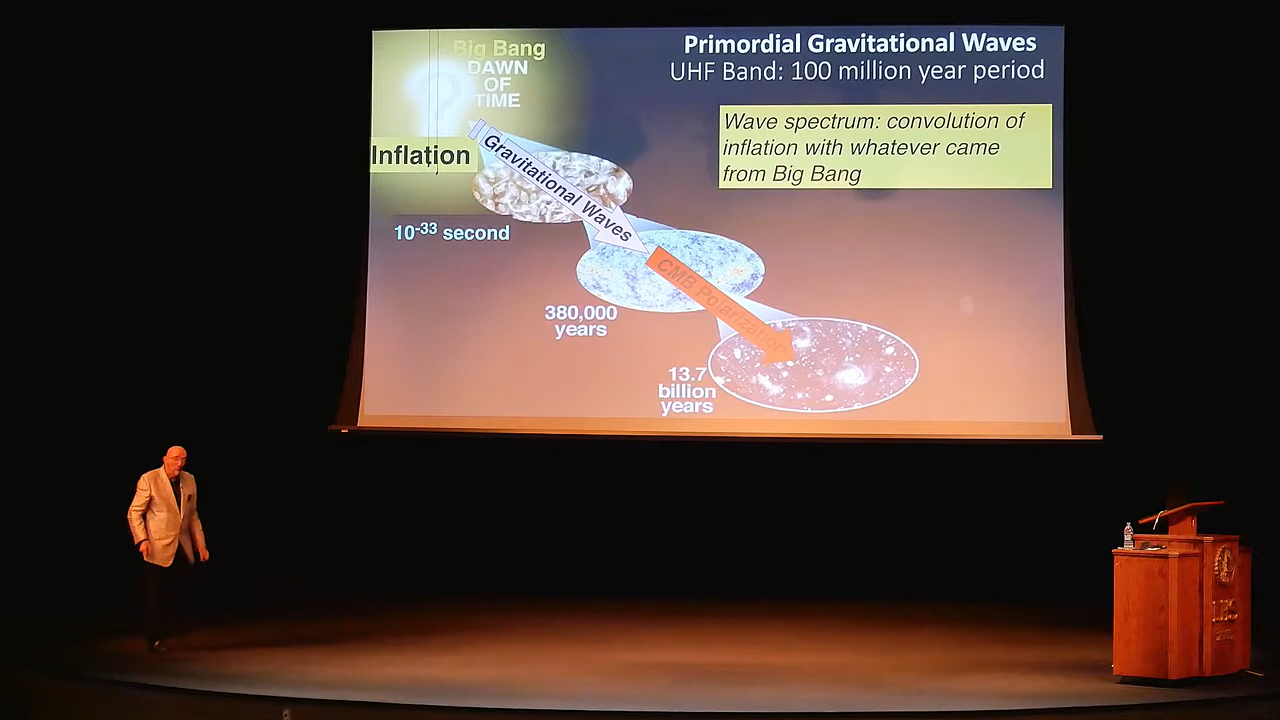 Big Bang
DAWN
OF
TIME
Primordial Gravitational Waves
UHF Band: 100 million year period
Wave spectrum: convolution of
inflation with whatever came
from Big Bang
Inflation
Gravitational Waves
10-33 second
CMB Polarization
380,000
years
13.7
billion
years